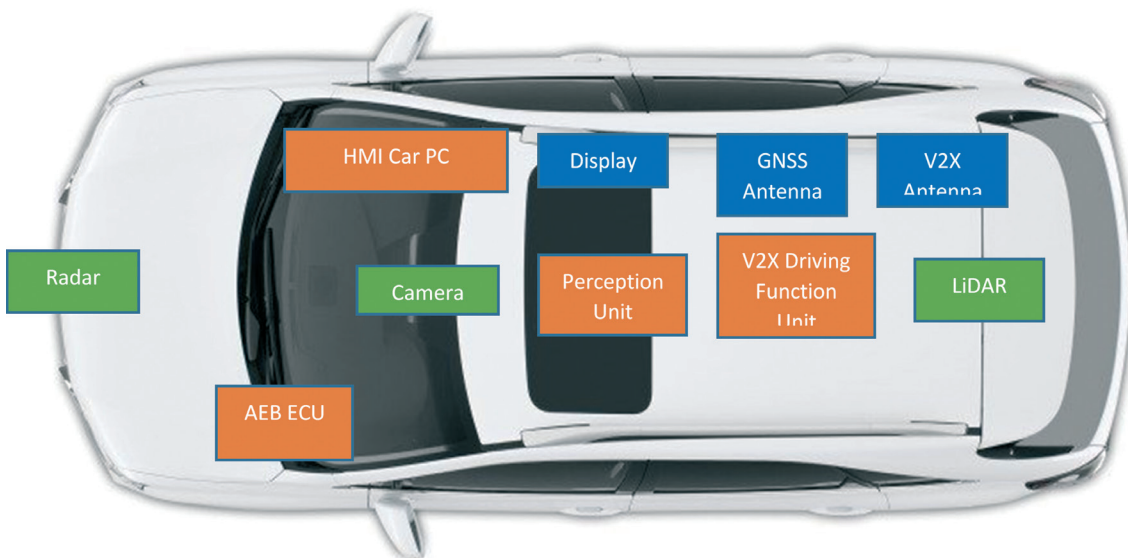 HMI Car PC
Display
GNSS
Antenna
V2X
Antenna
Radar
Camera
Perception
Unit
V2X Driving
Function
Unit
LiDAR
AEB ECU